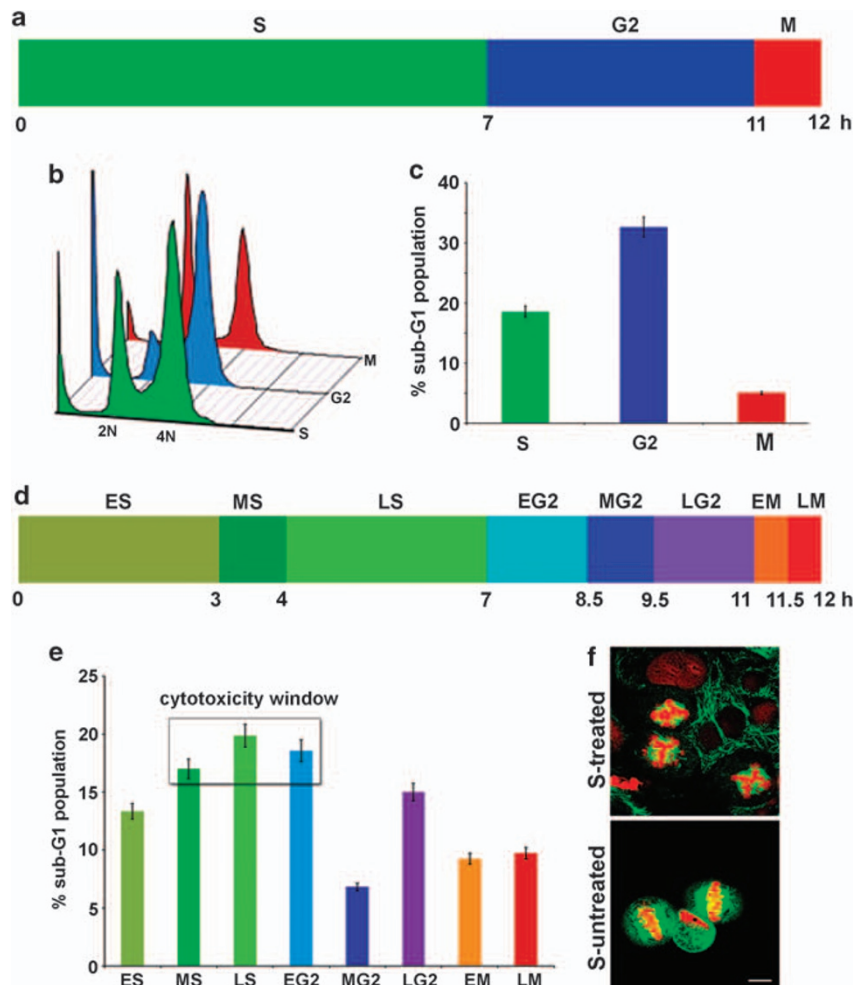 a
S G2 M
0 7 11 12 h
b
M
G2
S
2N 4N
c
% sub-G1 population
40
30
20
10
0
S G2 M
d
ES MS LS EG2 MG2 LG2 EM LM
0 3 4 7 8.5 9.5 11 11.5 12 h
e
% sub-G1 population
25
20
15
10
5
0
cytotoxicity window
ES MS LS EG2 MG2 LG2 EM LM
f
S-treated
S-untreated